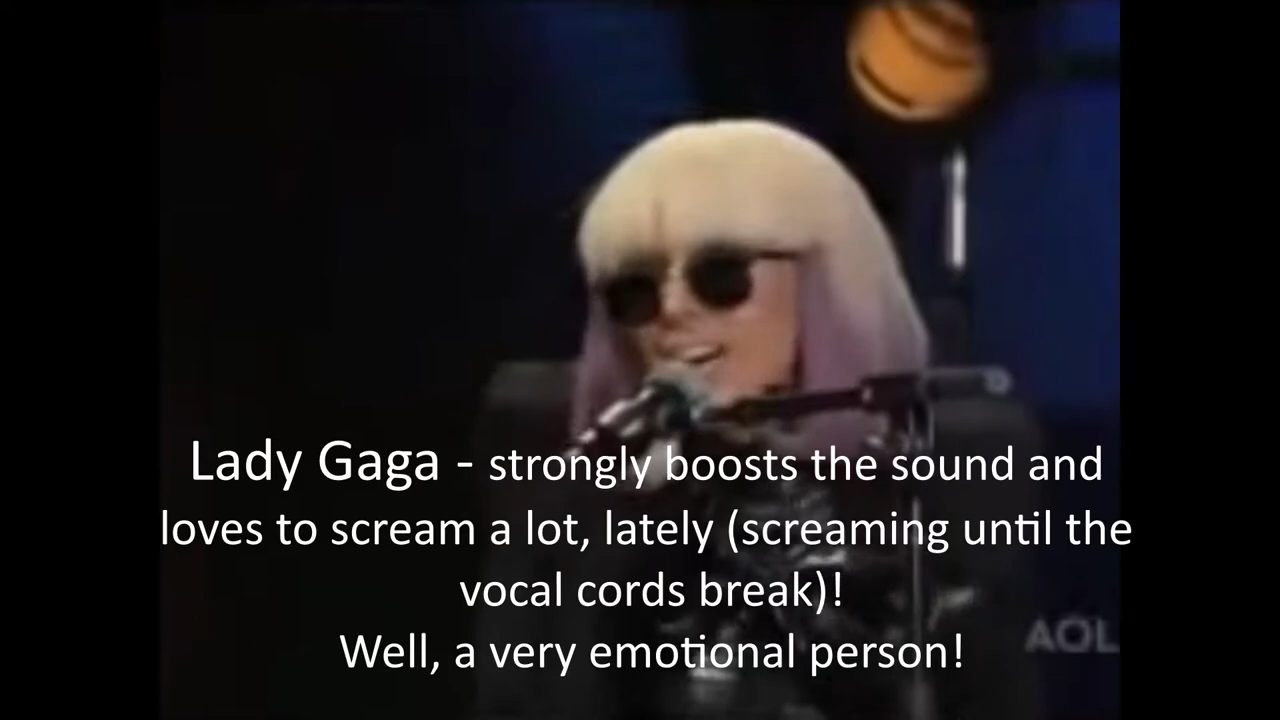 Lady Gaga - strongly boosts the sound and
loves to scream a lot, lately (screaming until the
vocal cords break)!
Well, a very emotional person!
AOL